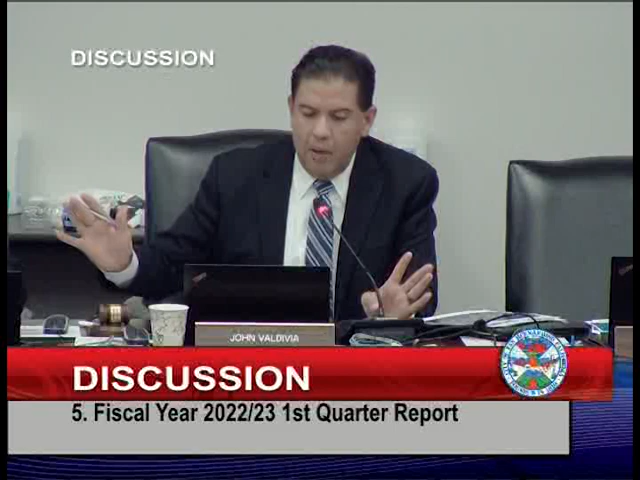 DISCUSSION
JOHN VALDIVIA
DISCUSSION
5. Fiscal Year 2022/23 1st Quarter Report